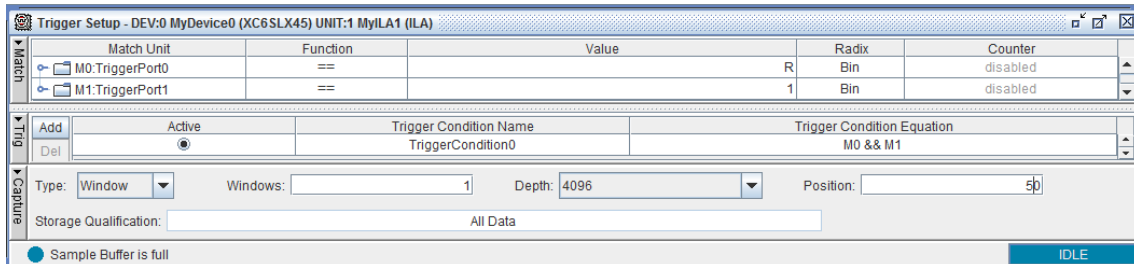 Trigger Setup - DEV:0 MyDevice0 (XC6SLX45) UNIT:1 MyILA1 (ILA)
Match
Match Unit Function Value Radix Counter
M0:TriggerPort0 == R Bin disabled
M1:TriggerPort1 == 1 Bin disabled
Trig
Add Active Trigger Condition Name Trigger Condition Equation
Del TriggerCondition0 M0 && M1
Capture
Type: Window Windows: 1 Depth: 4096 Position: 50
Storage Qualification: All Data
Sample Buffer is full IDLE